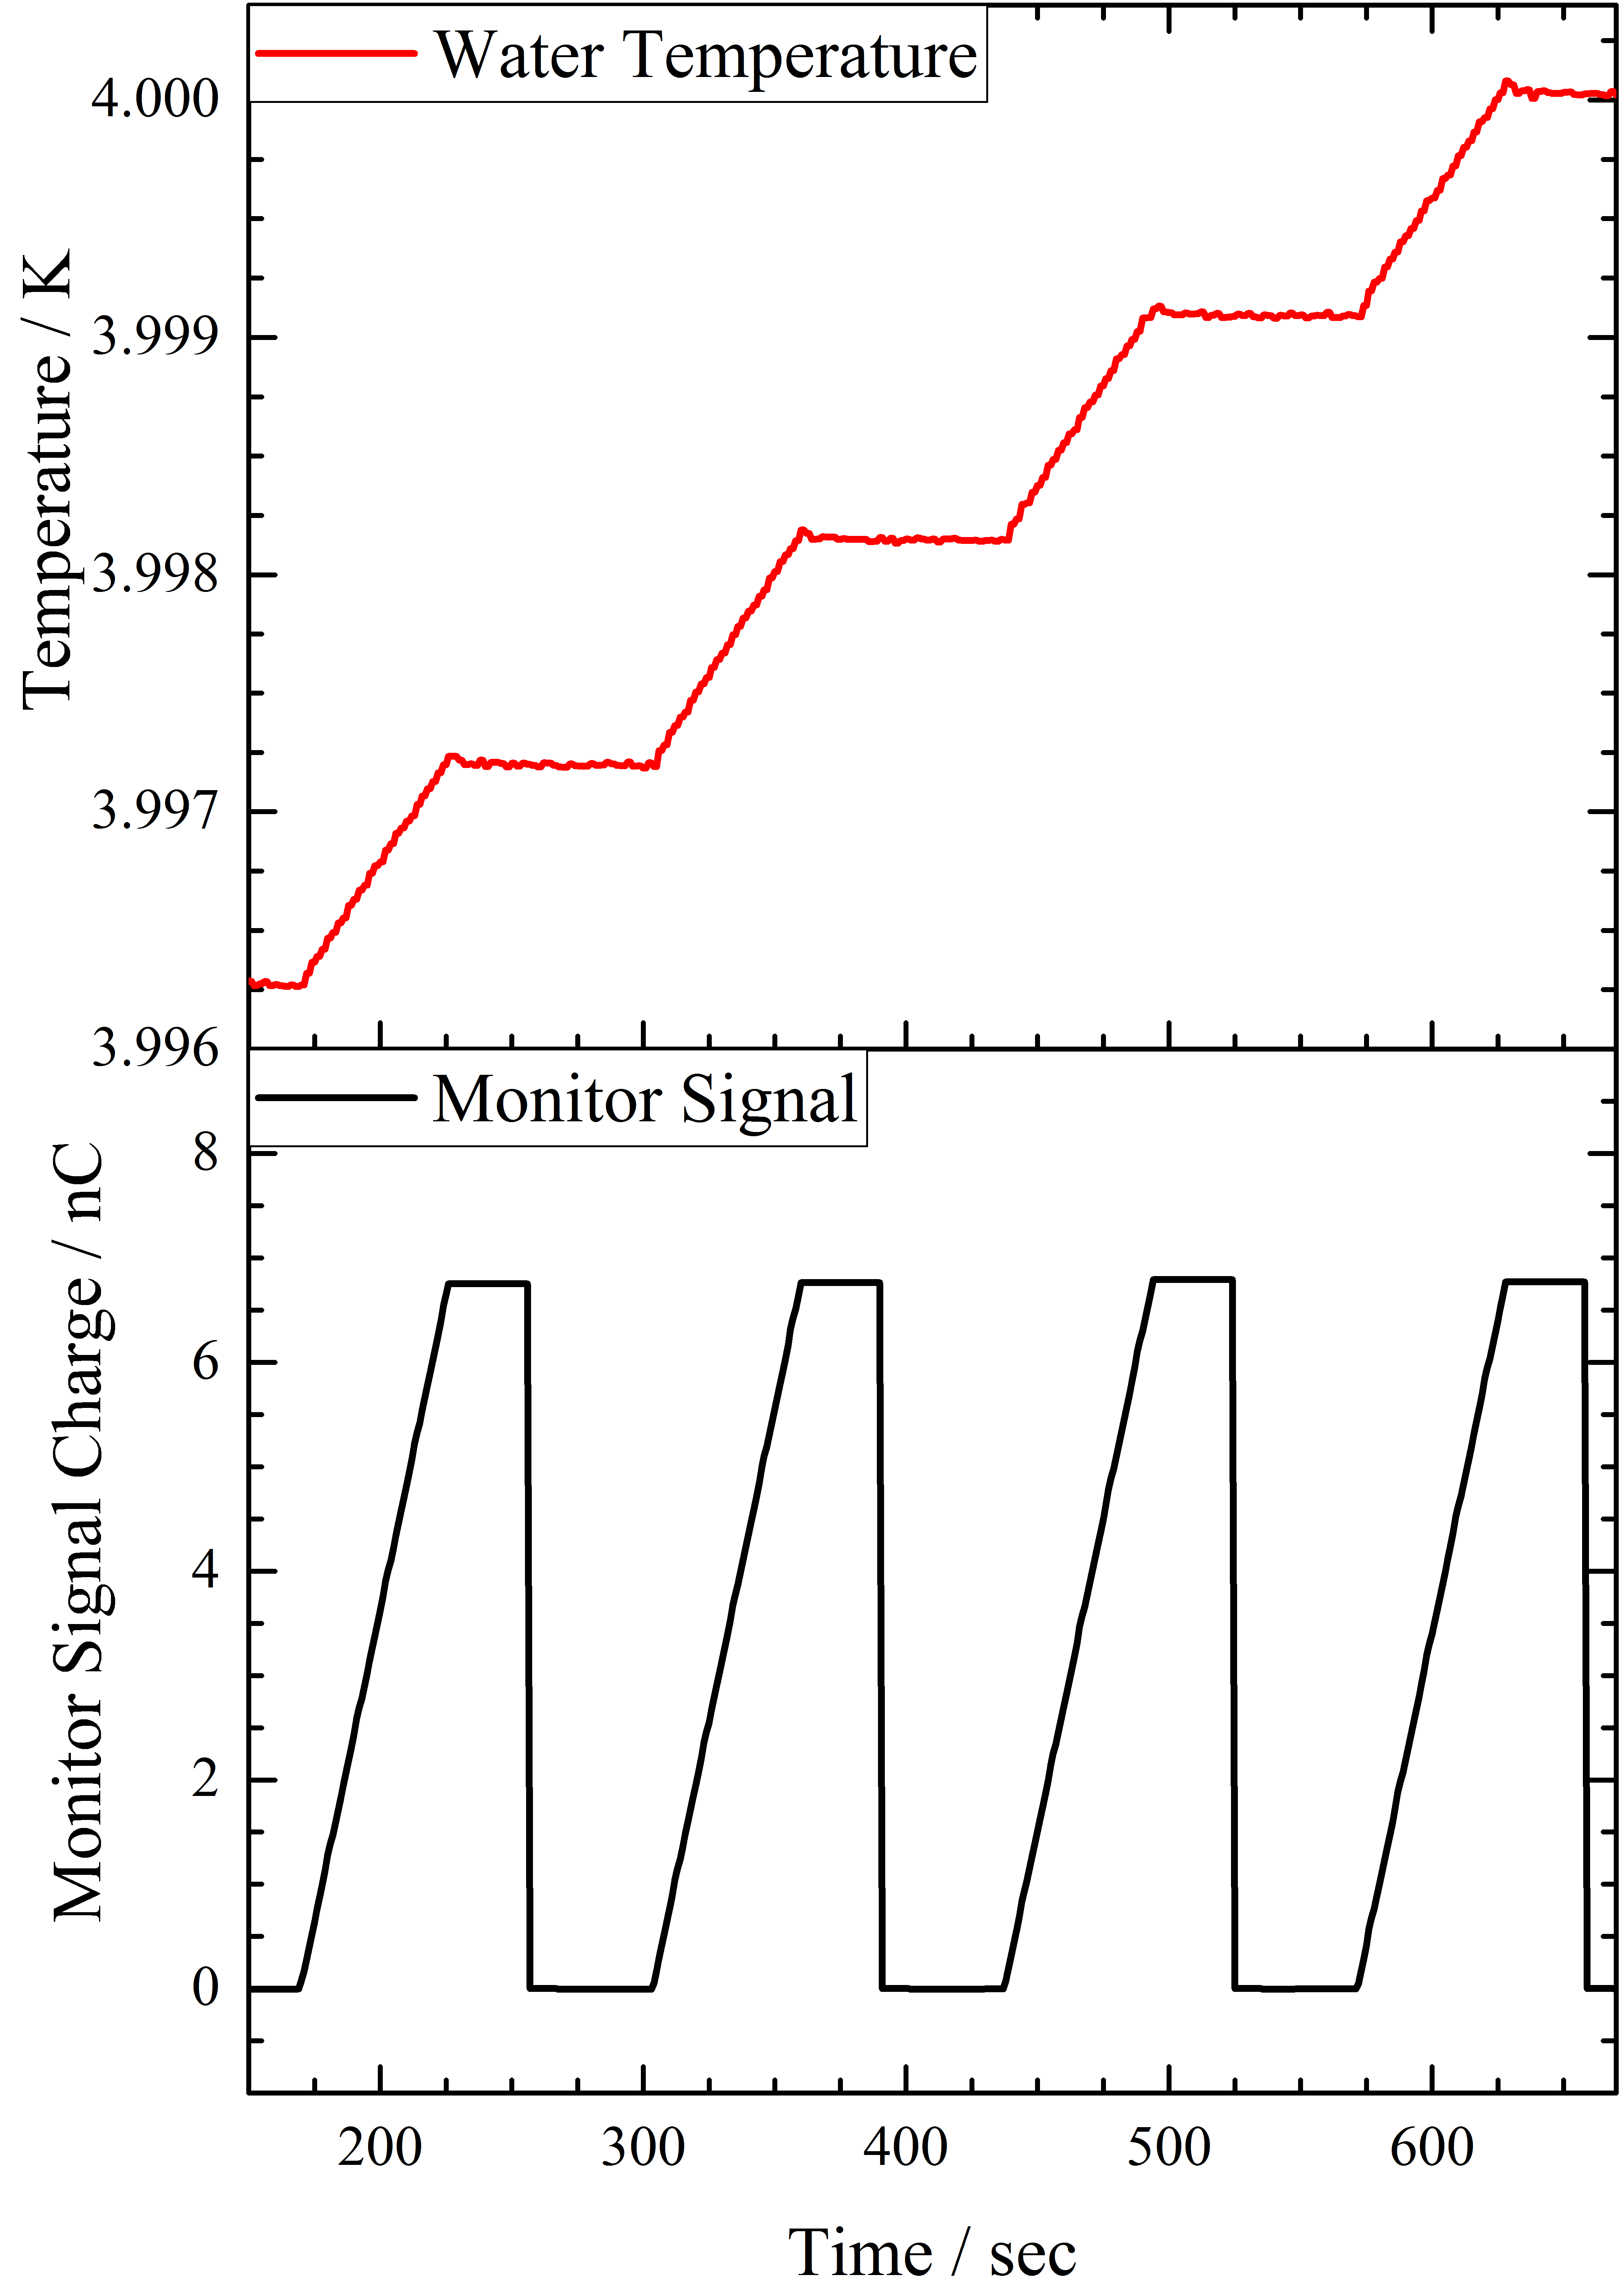 Water Temperature
4.000
3.999
3.998
3.997
3.996
Temperature / K
Monitor Signal
8
6
4
2
0
Monitor Signal Charge / nC
200 300 400 500 600
Time / sec